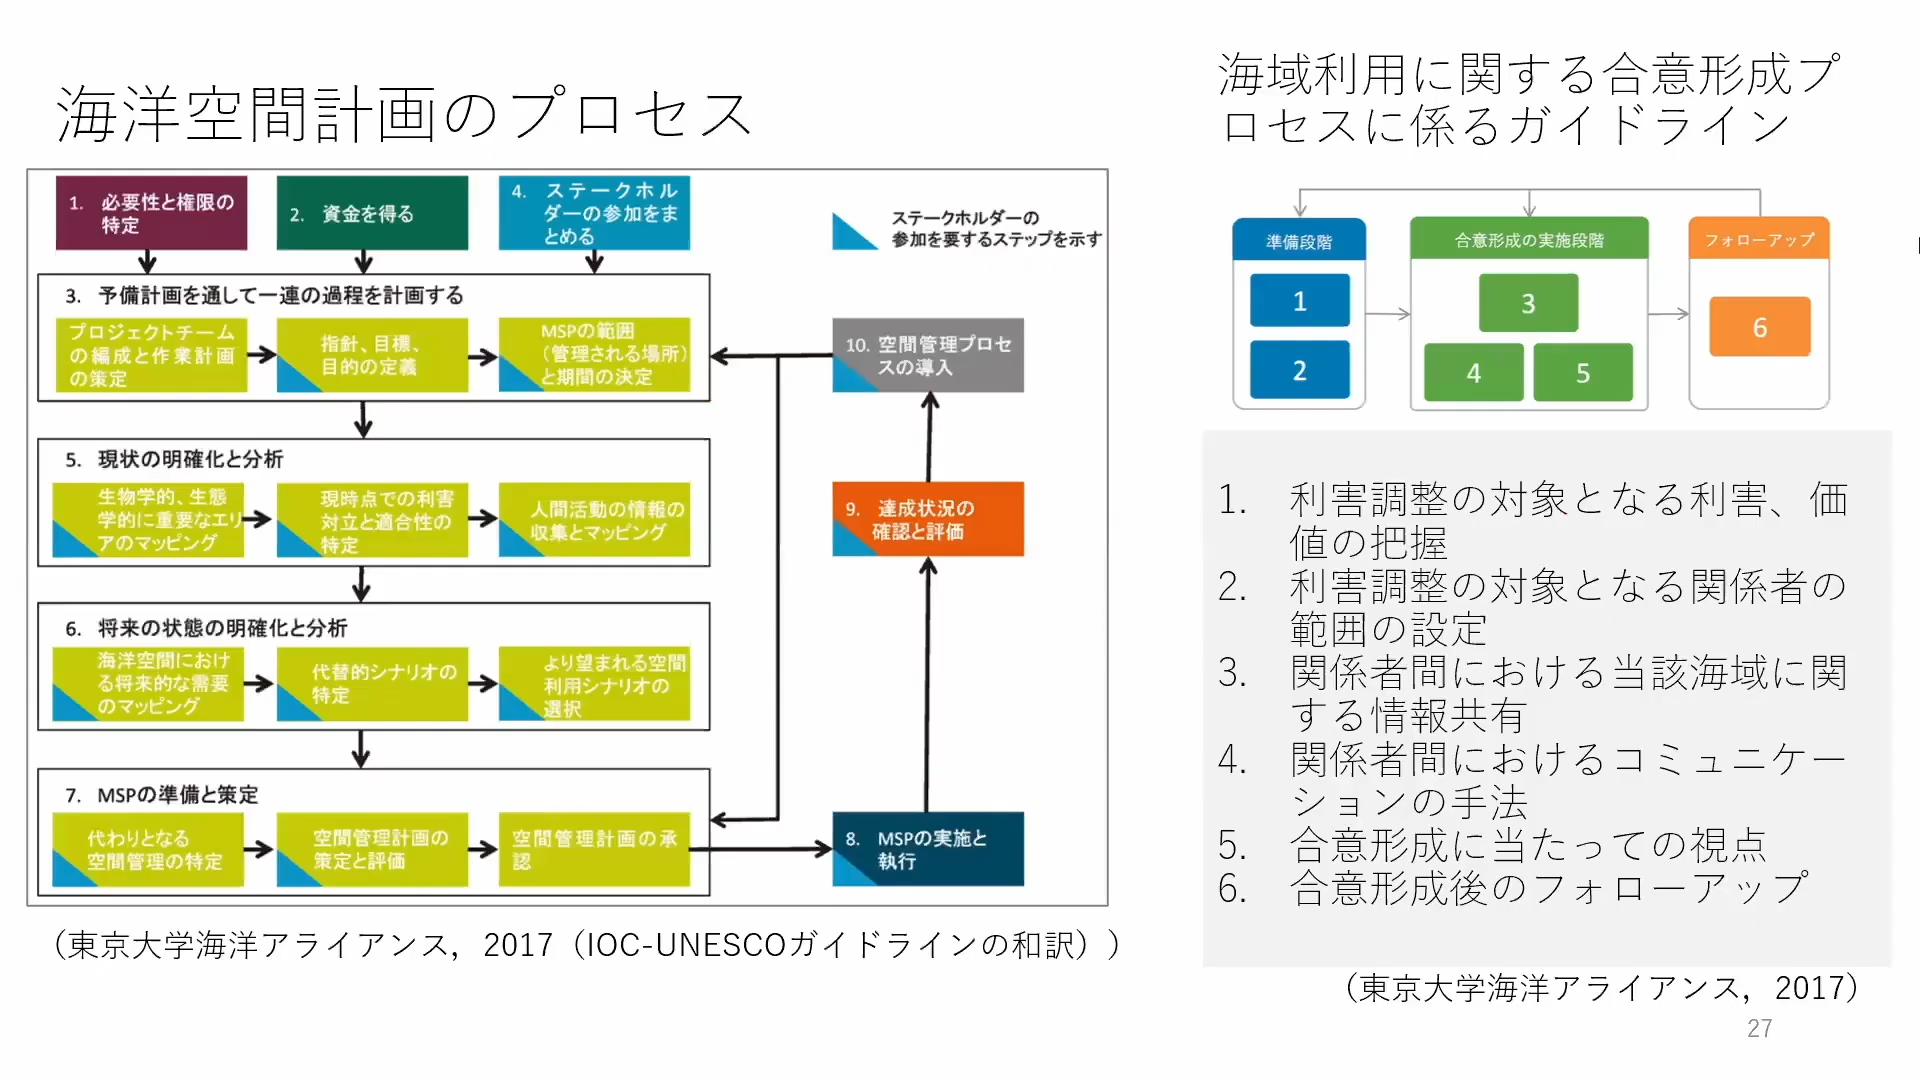 海洋空間計画のプロセス
1. 必要性と権限の
特定
2. 資金を得る
4. ステークホル
ダーの参加をま
とめる
ステークホルダーの
参加を要するステップを示す
3. 予備計画を通して一連の過程を計画する
プロジェクトチーム
の編成と作業計画
の策定
指針、目標、
目的の定義
MSPの範囲
（管理される場所）
と期間の決定
10. 空間管理プロセ
スの導入
5. 現状の明確化と分析
生物学的、生態
学的に重要なエリ
アのマッピング
現時点での利害
対立と適合性の
特定
人間活動の情報の
収集とマッピング
9. 達成状況の
確認と評価
6. 将来の状態の明確化と分析
海洋空間におけ
る将来的な需要
のマッピング
代替的シナリオの
特定
より望まれる空間
利用シナリオの
選択
7. MSPの準備と策定
代わりとなる
空間管理の特定
空間管理計画の
策定と評価
空間管理計画の承
認
8. MSPの実施と
執行
（東京大学海洋アライアンス，2017（IOC-UNESCOガイドラインの和訳））
海域利用に関する合意形成プ
ロセスに係るガイドライン
準備段階
合意形成の実施段階
フォローアップ
1
2
3
4
5
6
1. 利害調整の対象となる利害、価
値の把握
2. 利害調整の対象となる関係者の
範囲の設定
3. 関係者間における当該海域に関
する情報共有
4. 関係者間におけるコミュニケー
ションの手法
5. 合意形成に当たっての視点
6. 合意形成後のフォローアップ
（東京大学海洋アライアンス，2017）
27